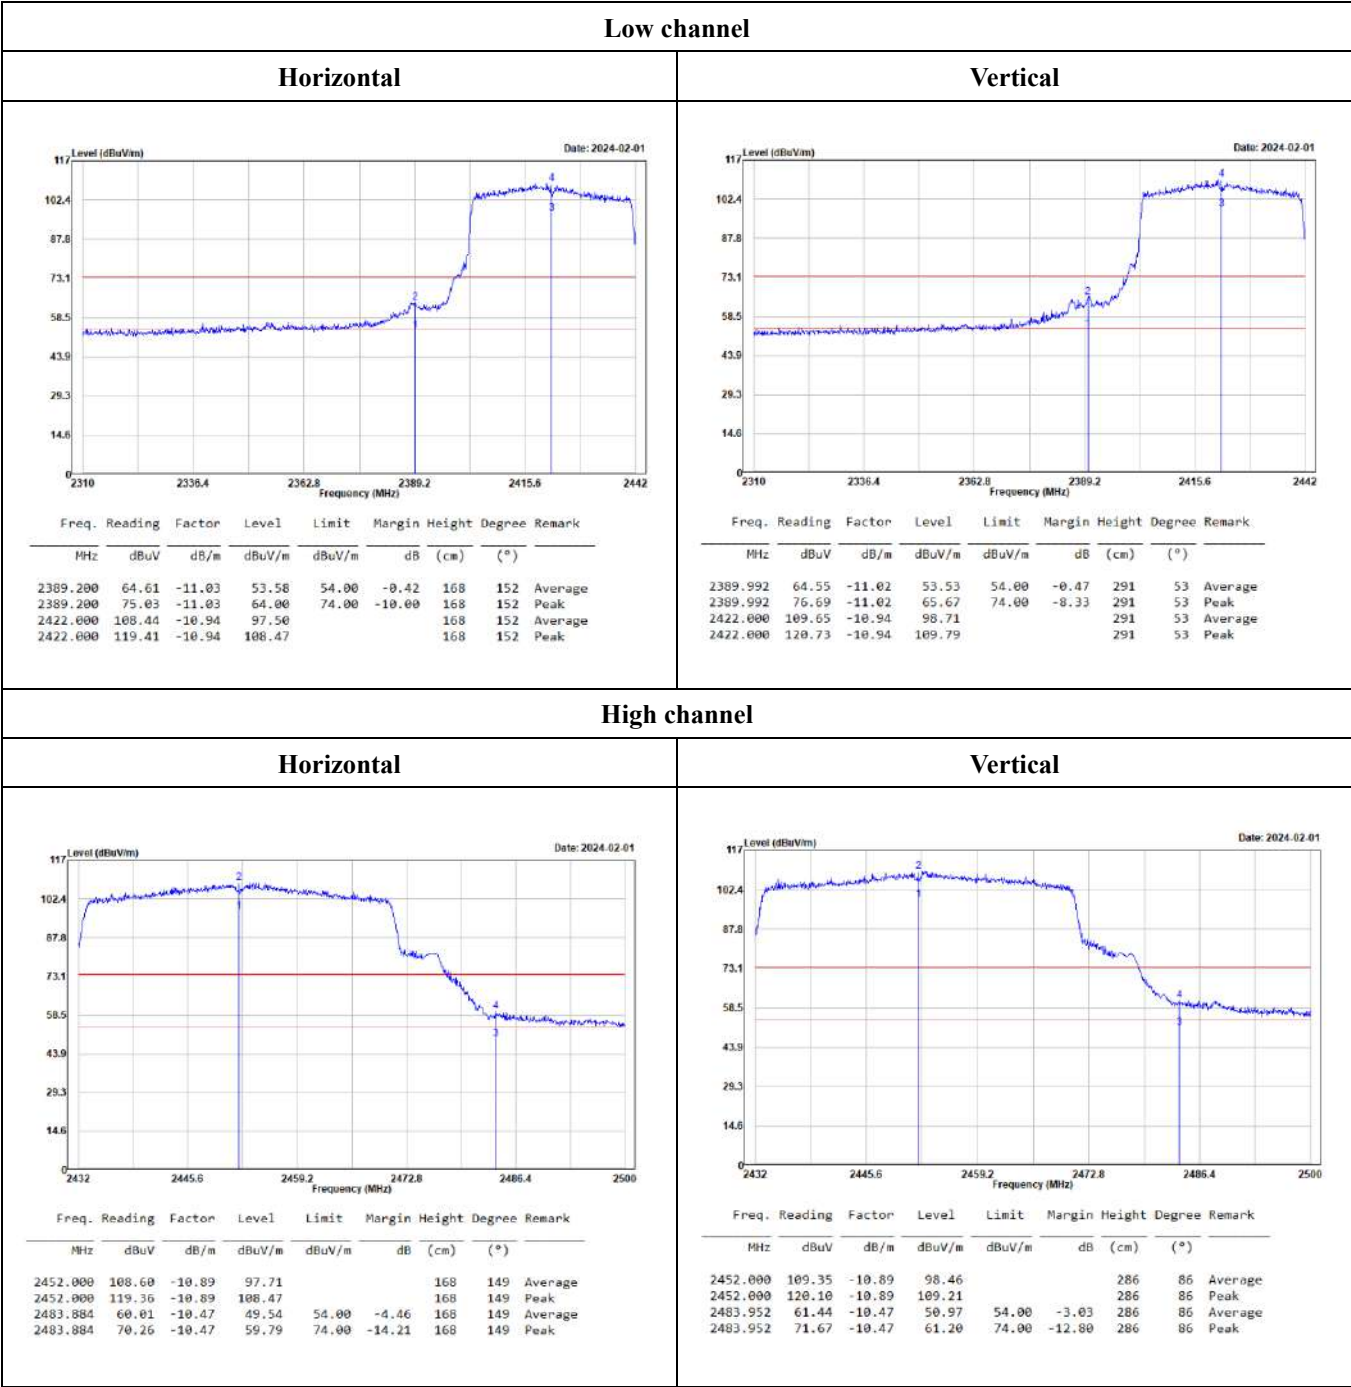 Low channel
Horizontal Vertical
Level (dBuV/m) Date: 2024-02-01
117
102.4
87.8
73.1
58.5
43.9
29.3
14.6
0
4
3
2
1
2310 2336.4 2362.8 2389.2 2415.6 2442
Frequency (MHz)
Freq. Reading Factor Level Limit Margin Height Degree Remark
MHz dBuV dB/m dBuV/m dBuV/m dB (cm) (°)
2389.200 64.61 -11.03 53.58 54.00 -0.42 168 152 Average
2389.200 75.03 -11.03 64.00 74.00 -10.00 168 152 Peak
2422.000 108.44 -10.94 97.50 168 152 Average
2422.000 119.41 -10.94 108.47 168 152 Peak
Level (dBuV/m) Date: 2024-02-01
117
102.4
87.8
73.1
58.5
43.9
29.3
14.6
0
4
3
2
1
2310 2336.4 2362.8 2389.2 2415.6 2442
Frequency (MHz)
Freq. Reading Factor Level Limit Margin Height Degree Remark
MHz dBuV dB/m dBuV/m dBuV/m dB (cm) (°)
2389.992 64.55 -11.02 53.53 54.00 -0.47 291 53 Average
2389.992 76.69 -11.02 65.67 74.00 -8.33 291 53 Peak
2422.000 109.65 -10.94 98.71 291 53 Average
2422.000 120.73 -10.94 109.79 291 53 Peak
High channel
Horizontal Vertical
Level (dBuV/m) Date: 2024-02-01
117
102.4
87.8
73.1
58.5
43.9
29.3
14.6
0
2
1
4
3
2432 2445.6 2459.2 2472.8 2486.4 2500
Frequency (MHz)
Freq. Reading Factor Level Limit Margin Height Degree Remark
MHz dBuV dB/m dBuV/m dBuV/m dB (cm) (°)
2452.000 108.60 -10.89 97.71 168 149 Average
2452.000 119.36 -10.89 108.47 168 149 Peak
2483.884 60.01 -10.47 49.54 54.00 -4.46 168 149 Average
2483.884 70.26 -10.47 59.79 74.00 -14.21 168 149 Peak
Level (dBuV/m) Date: 2024-02-01
117
102.4
87.8
73.1
58.5
43.9
29.3
14.6
0
2
1
4
3
2432 2445.6 2459.2 2472.8 2486.4 2500
Frequency (MHz)
Freq. Reading Factor Level Limit Margin Height Degree Remark
MHz dBuV dB/m dBuV/m dBuV/m dB (cm) (°)
2452.000 109.35 -10.89 98.46 286 86 Average
2452.000 120.10 -10.89 109.21 286 86 Peak
2483.952 61.44 -10.47 50.97 54.00 -3.03 286 86 Average
2483.952 71.67 -10.47 61.20 74.00 -12.80 286 86 Peak